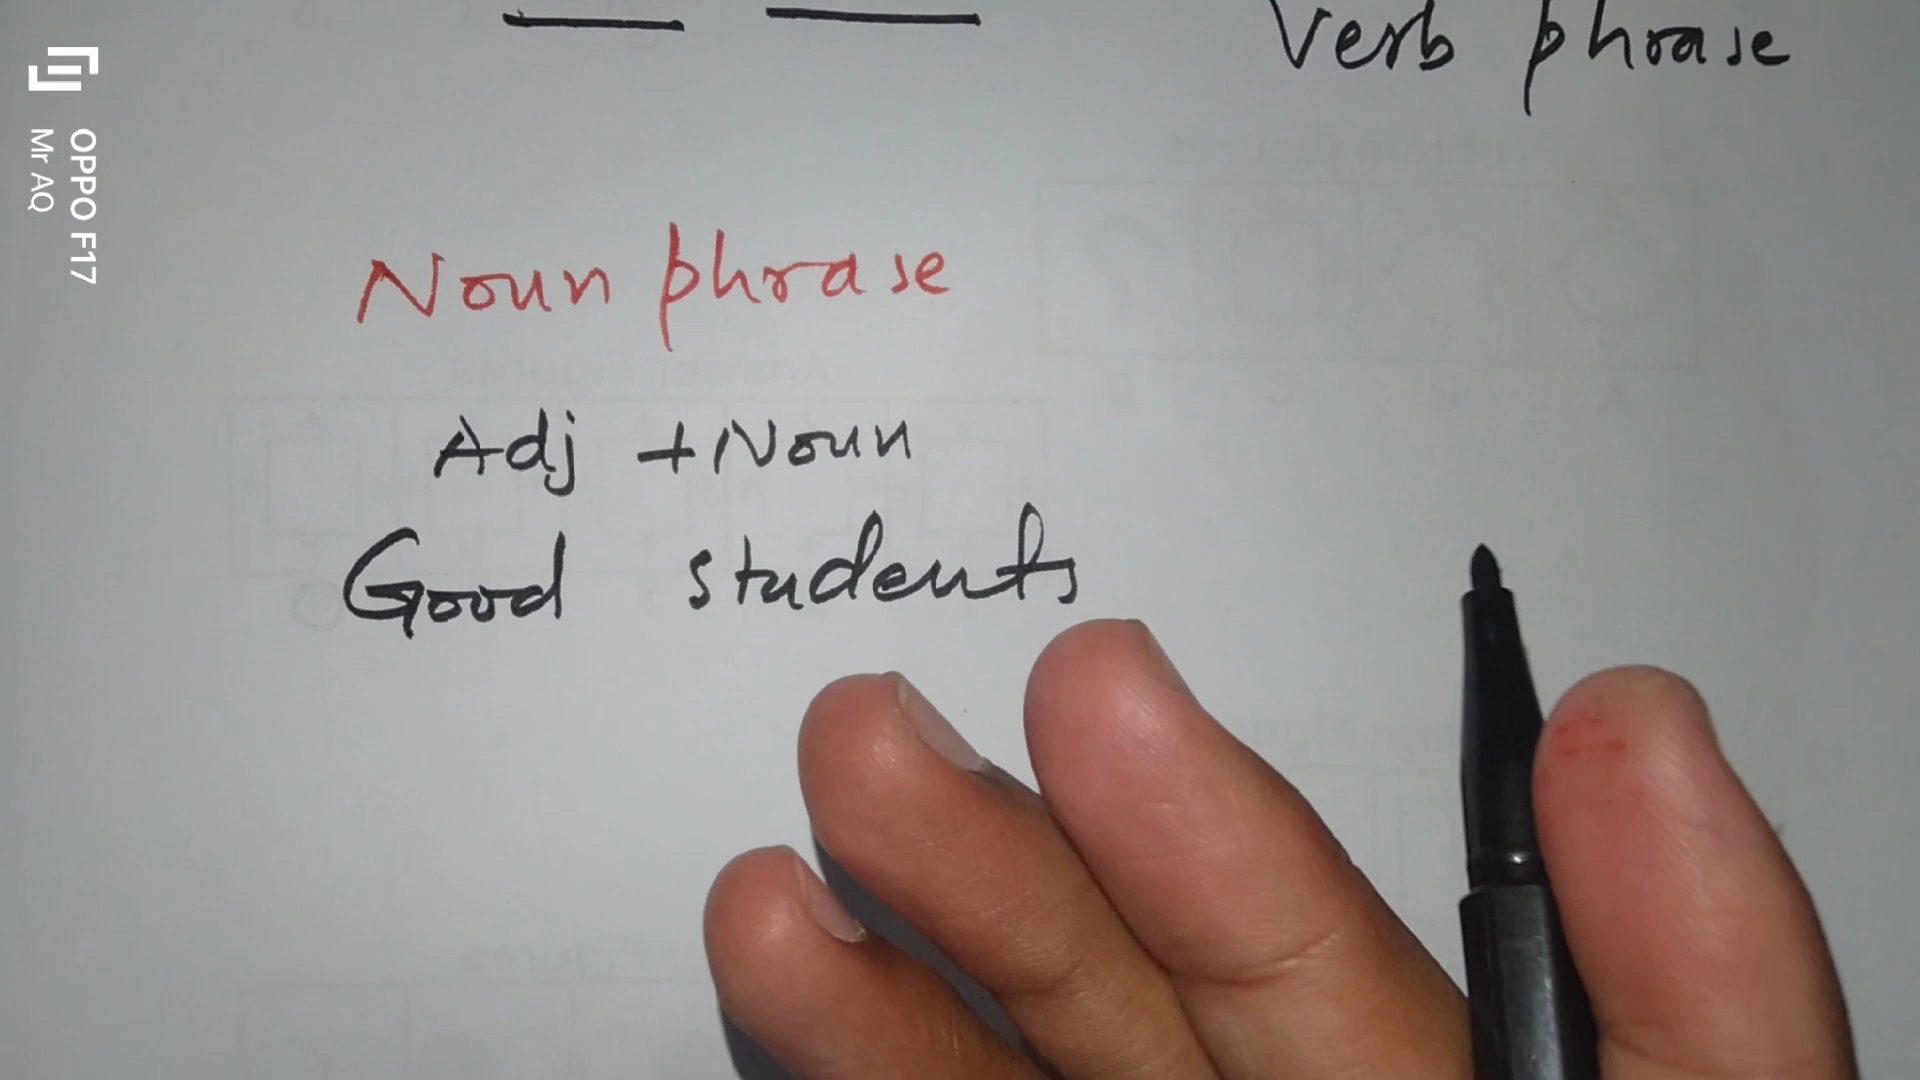 Verb phrase
OPPO F17
Mr AQ
Noun phrase
Adj + Noun
Good students